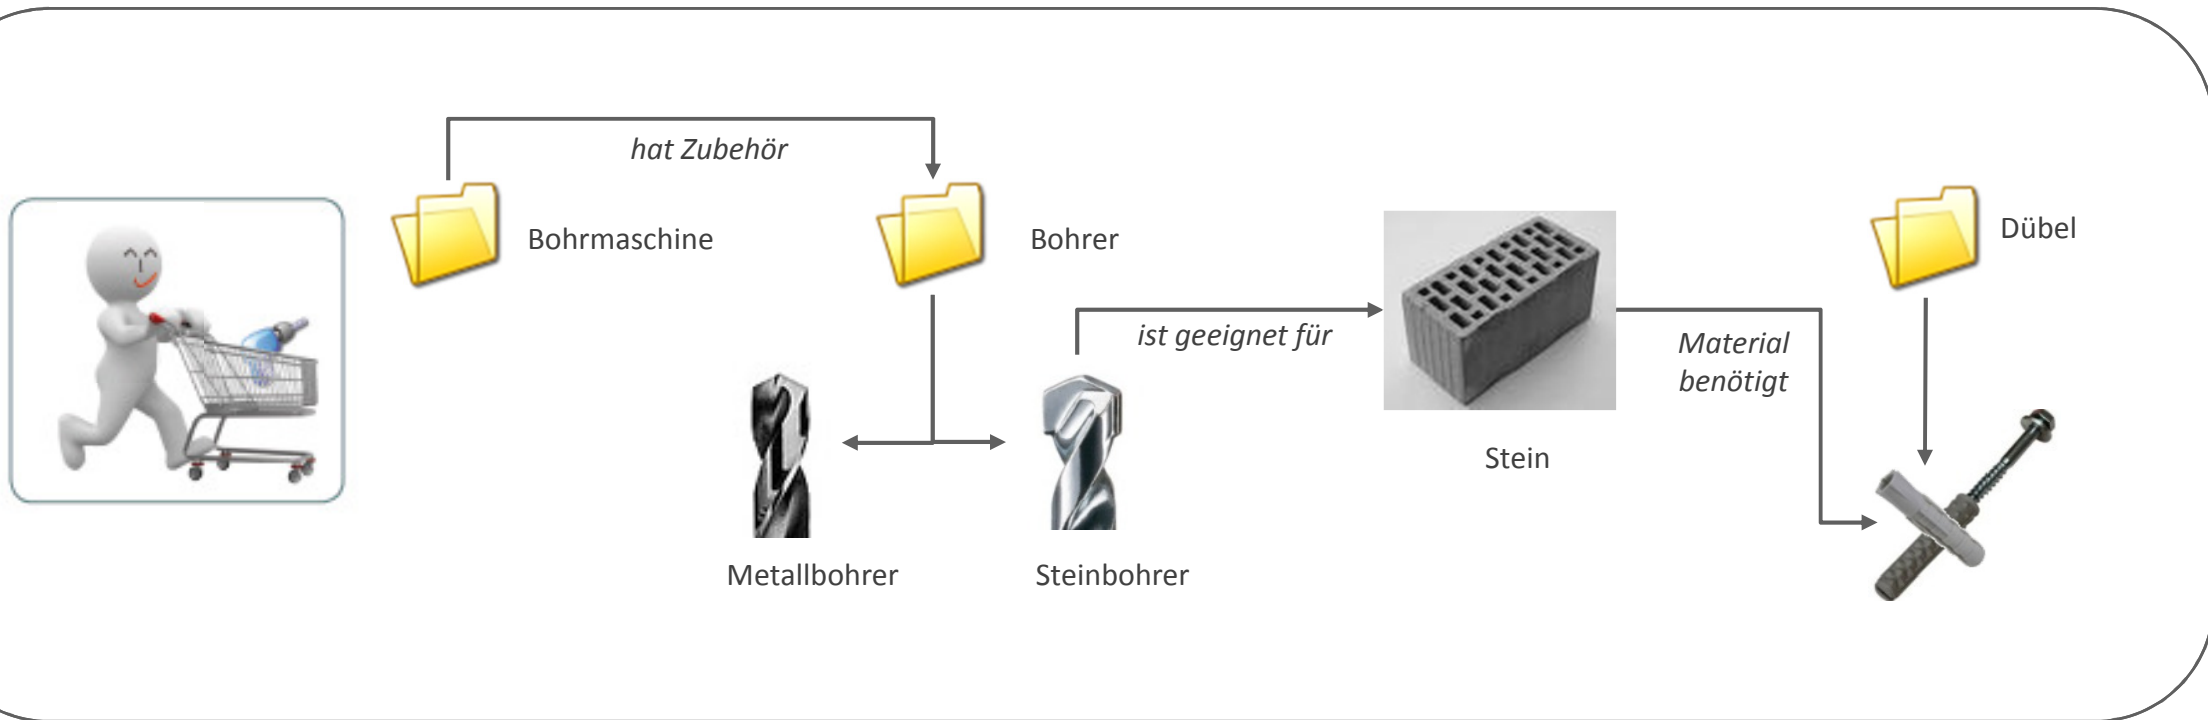 hat Zubehör
Bohrmaschine
Bohrer
Dübel
ist geeignet für
Material
benötigt
Stein
Metallbohrer
Steinbohrer